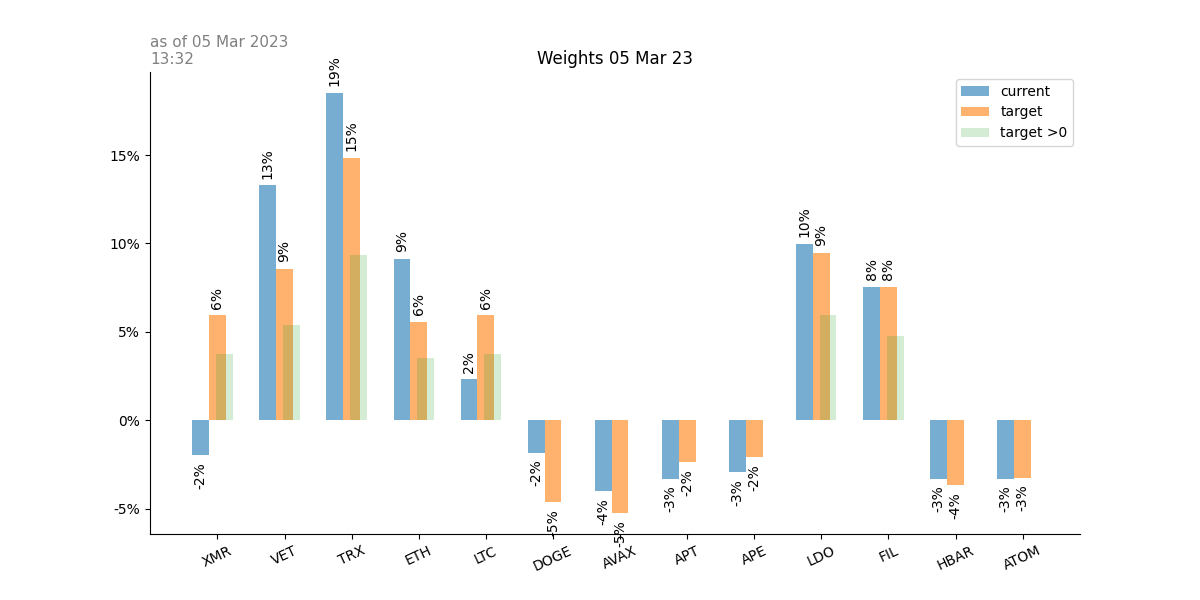 as of 05 Mar 2023
13:32
Weights 05 Mar 23
current
target
target >0
15%
10%
5%
0%
-5%
-2%
6%
13%
9%
19%
15%
9%
6%
2%
6%
-2%
-5%
-4%
-5%
-3%
-2%
-3%
-2%
10%
9%
8%
8%
-3%
-4%
-3%
-3%
XMR
VET
TRX
ETH
LTC
DOGE
AVAX
APT
APE
LDO
FIL
HBAR
ATOM